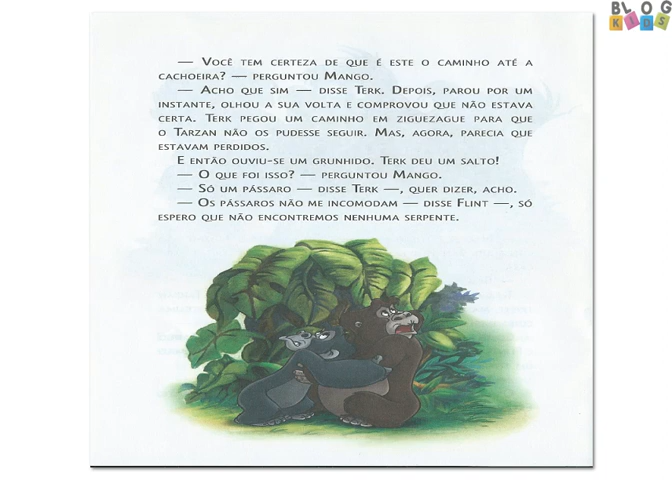 BLOG
KIDS
— VOCÊ TEM CERTEZA DE QUE É ESTE O CAMINHO ATÉ A
CACHOEIRA? — PERGUNTOU MANGO.
— ACHO QUE SIM — DISSE TERK. DEPOIS, PAROU POR UM
INSTANTE, OLHOU A SUA VOLTA E COMPROVOU QUE NÃO ESTAVA
CERTA. TERK PEGOU UM CAMINHO EM ZIGUEZAGUE PARA QUE
O TARZAN NÃO OS PUDESSE SEGUIR. MAS, AGORA, PARECIA QUE
ESTAVAM PERDIDOS.
E ENTÃO OUVIU-SE UM GRUNHIDO. TERK DEU UM SALTO!
— O QUE FOI ISSO? — PERGUNTOU MANGO.
— SÓ UM PÁSSARO — DISSE TERK —, QUER DIZER, ACHO.
— OS PÁSSAROS NÃO ME INCOMODAM — DISSE FLINT —, SÓ
ESPERO QUE NÃO ENCONTREMOS NENHUMA SERPENTE.